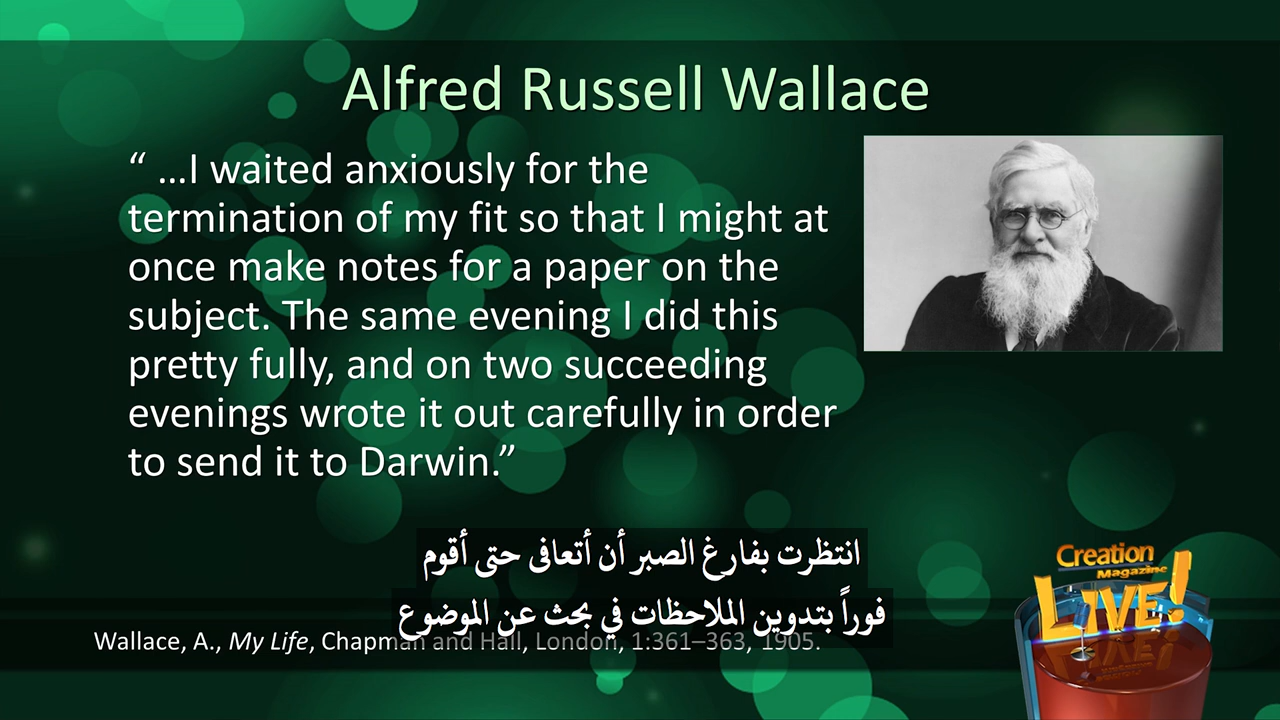 Alfred Russell Wallace
“ …I waited anxiously for the
termination of my fit so that I might at
once make notes for a paper on the
subject. The same evening I did this
pretty fully, and on two succeeding
evenings wrote it out carefully in order
to send it to Darwin.”
انتظرت بفارغ الصبر أن أتعافى حتى أقوم
فوراً بتدوين الملاحظات في بحث عن الموضوع
Wallace, A., My Life, Chapman and Hall, London, 1:361–363, 1905.
Creation
Magazine
LIVE!